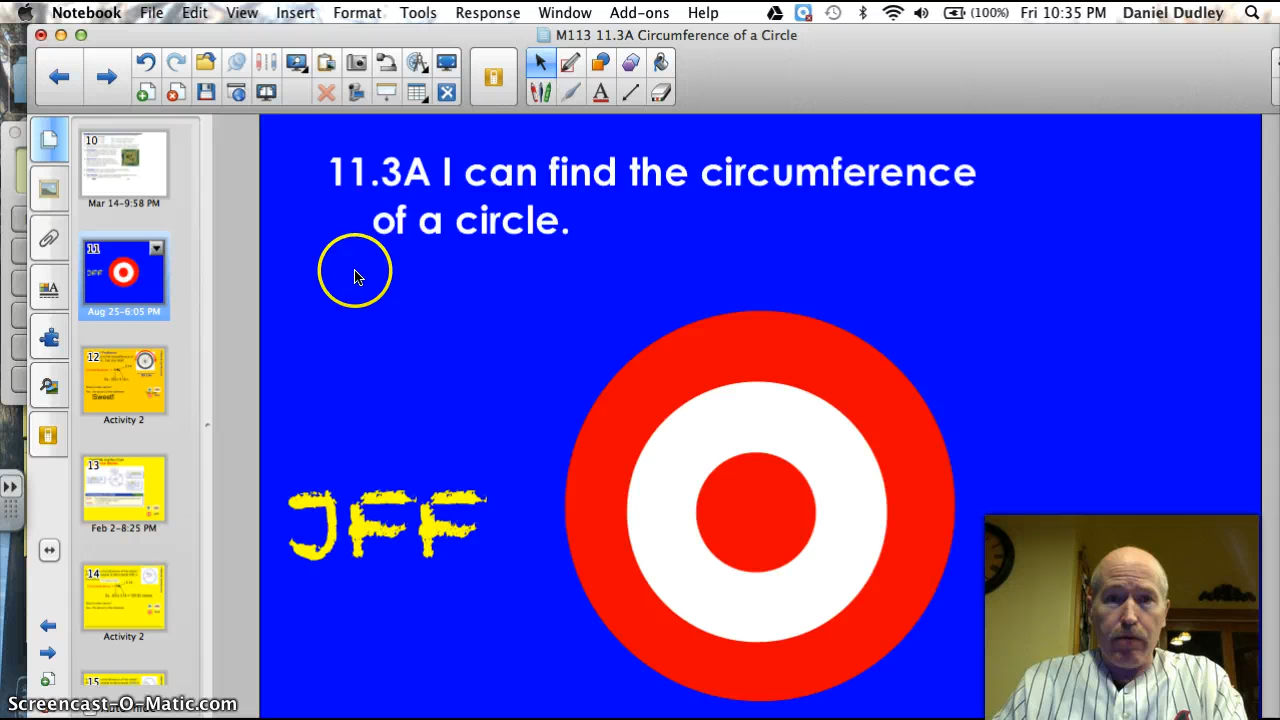 Notebook File Edit View Insert Format Tools Response Window Add-ons Help (100%) Fri 10:35 PM Daniel Dudley
M113 11.3A Circumference of a Circle
11.3A I can find the circumference
of a circle.
JFF
10
Mar 14-9:58 PM
11
JFF
Aug 25-6:05 PM
12
Sweet!
Activity 2
13
Feb 2-8:25 PM
14
Activity 2
15
Screencast-O-Matic.com